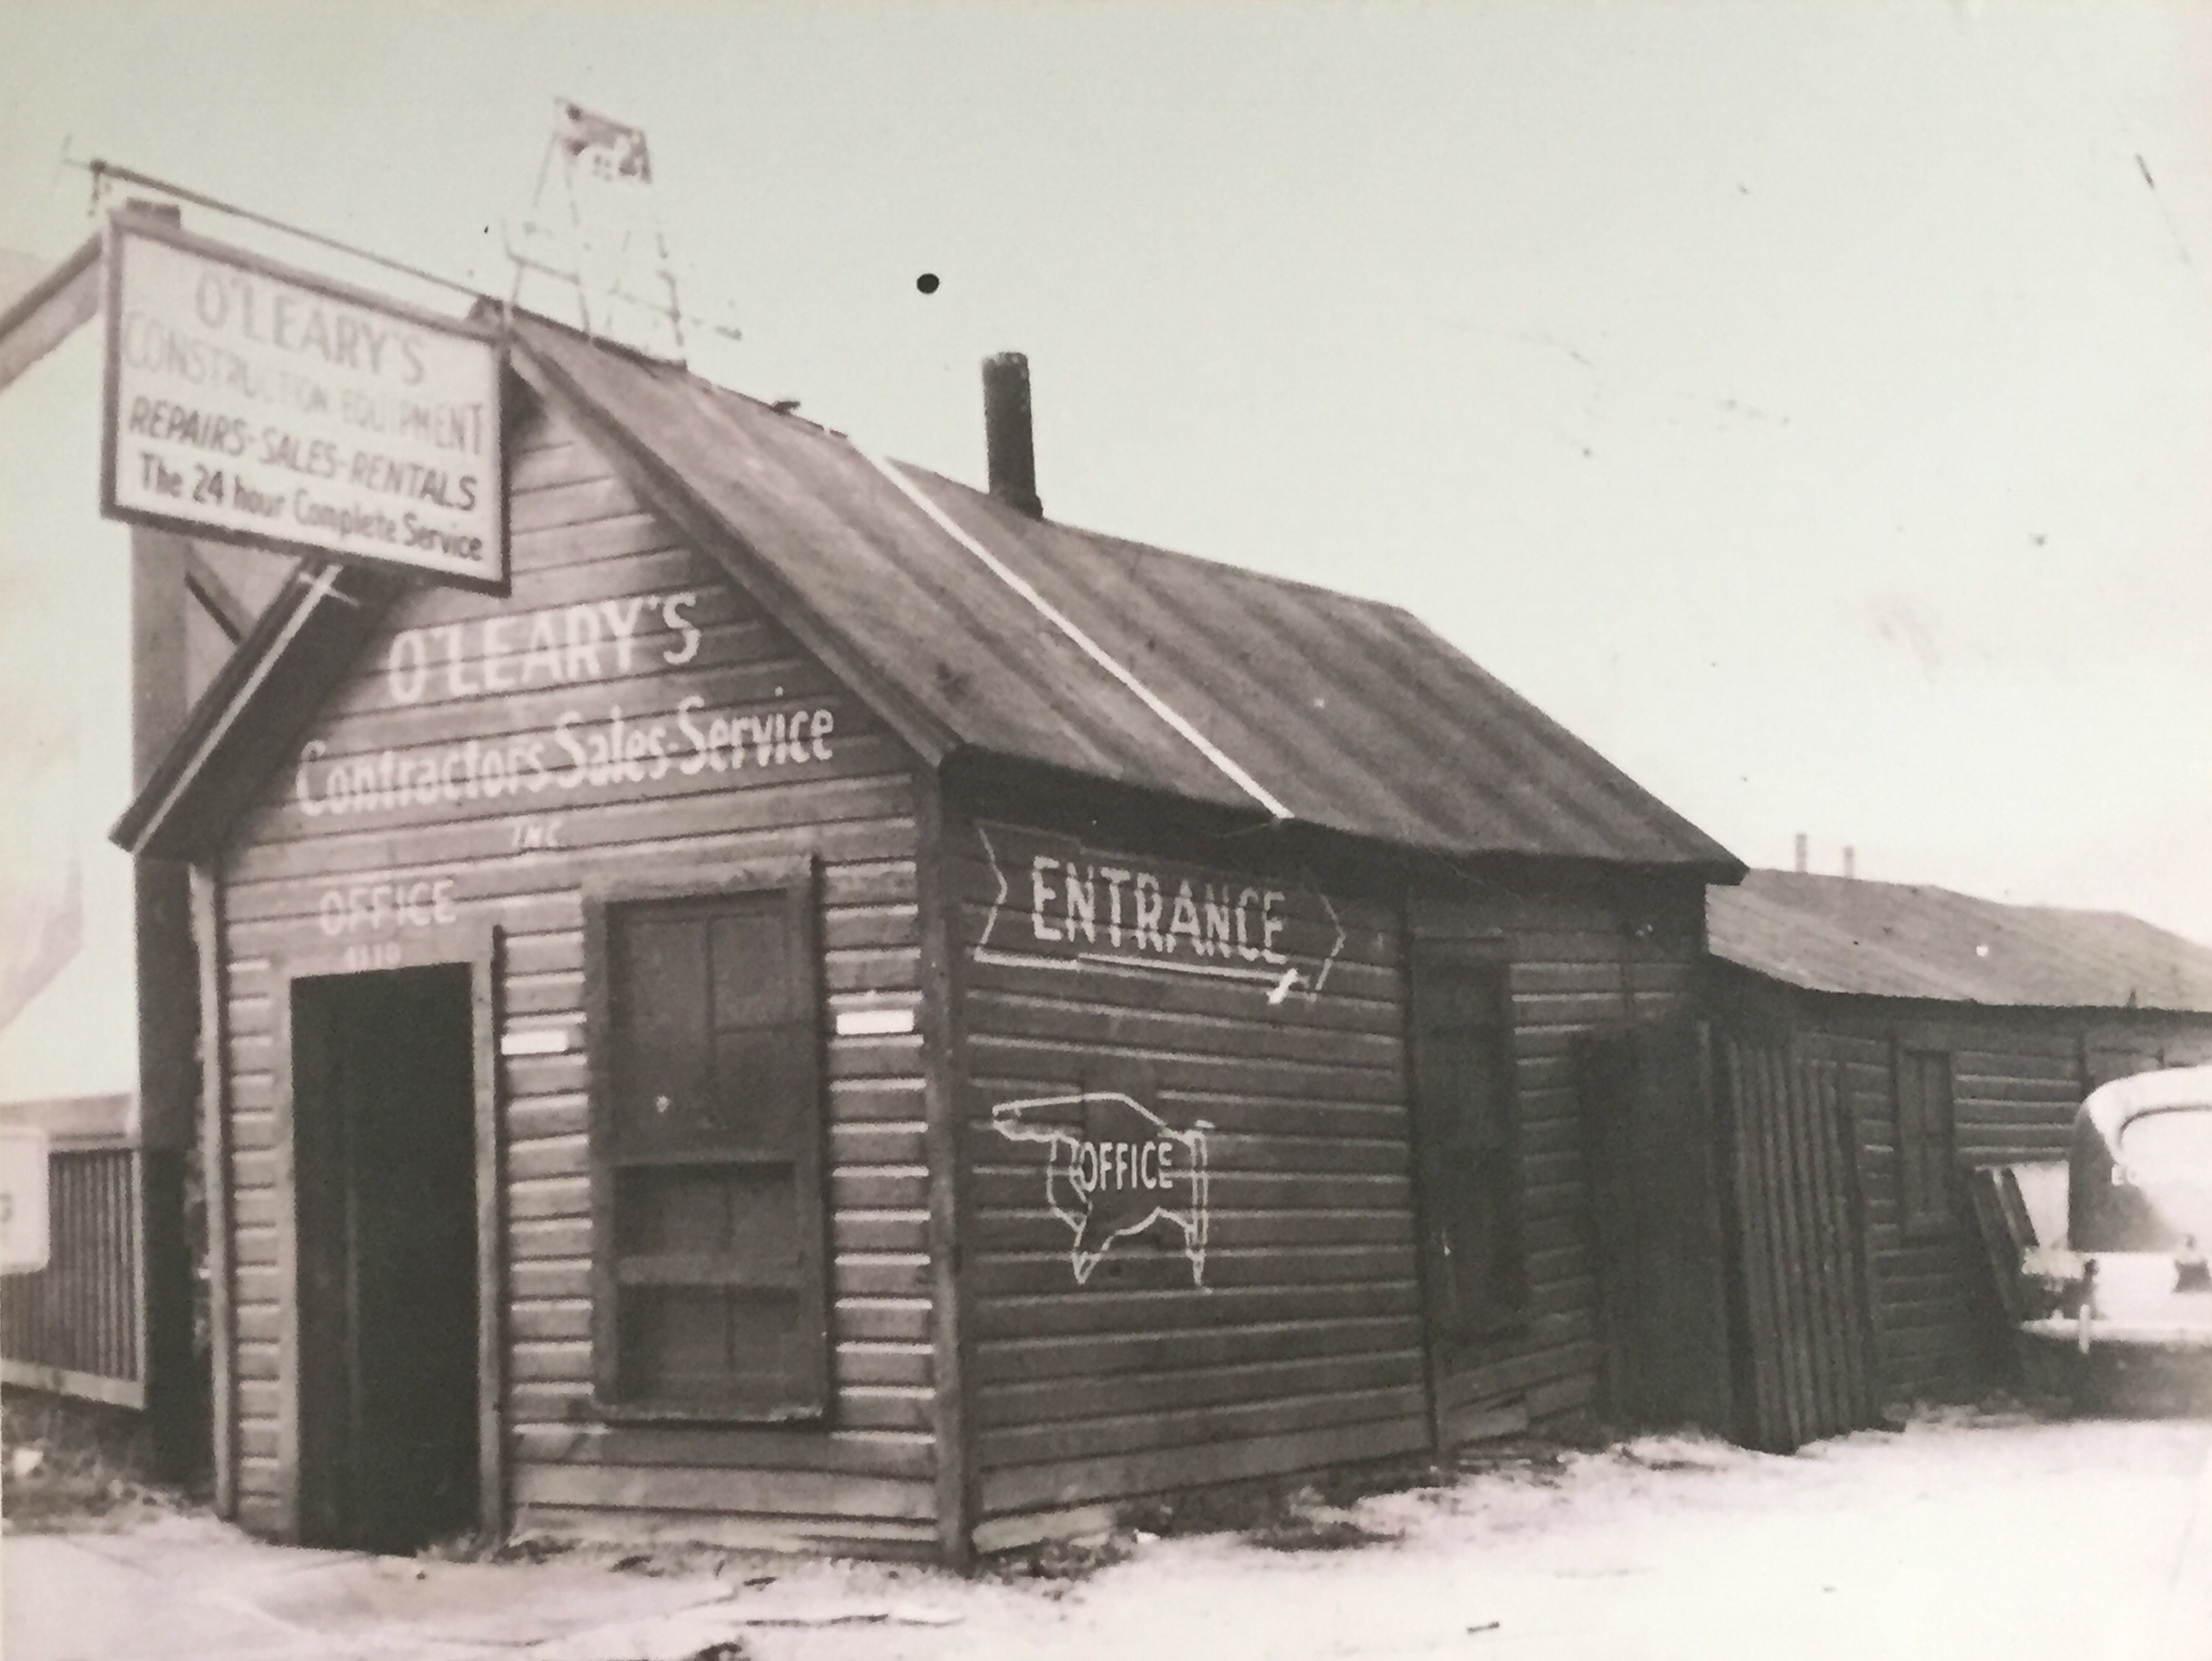 O'LEARY'S
CONSTRUCTION EQUIPMENT
REPAIRS-SALES-RENTALS
The 24 hour Complete Service
O'LEARY'S
Contractors Sales-Service
INC
OFFICE
4110
ENTRANCE
OFFICE